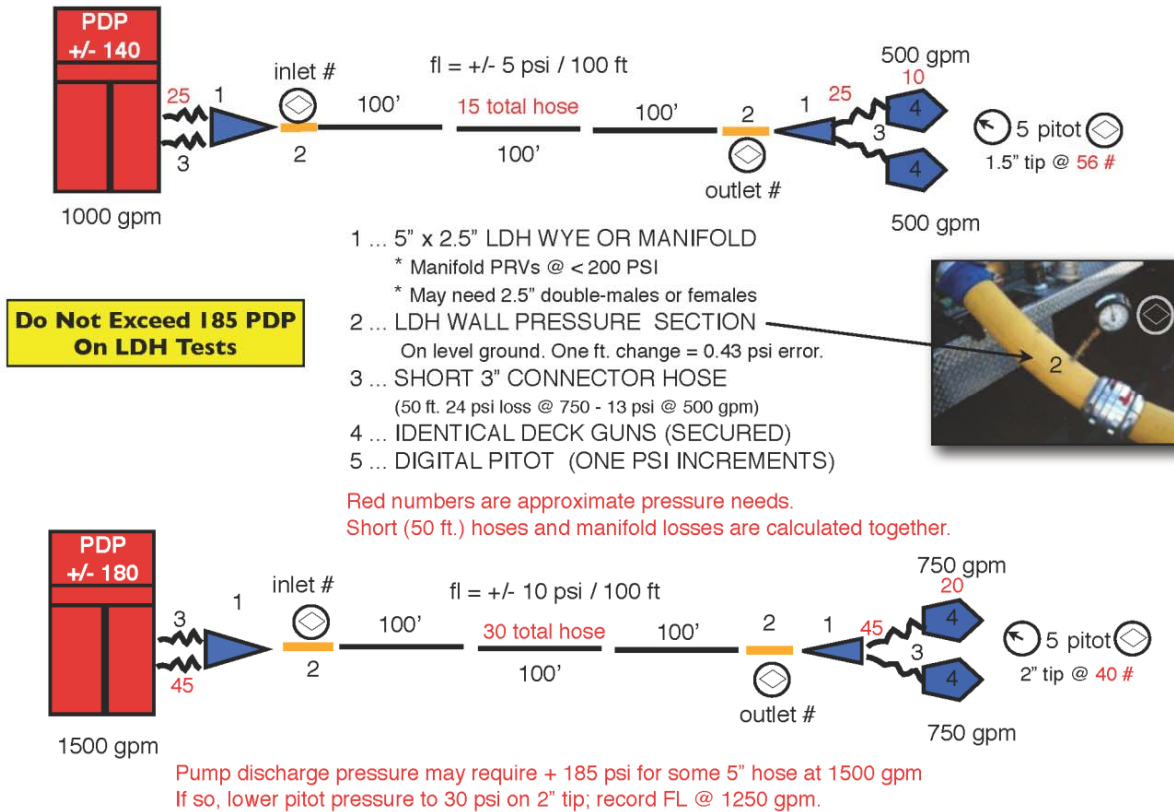 PDP
+/- 140
25
1
3
1000 gpm
inlet #
2
fl = +/- 5 psi / 100 ft
100’
15 total hose
100’
100’
2
outlet #
1
25
3
500 gpm
10
4
4
500 gpm
5 pitot
1.5” tip @ 56 #
Do Not Exceed 185 PDP
On LDH Tests
1 ... 5” x 2.5” LDH WYE OR MANIFOLD
* Manifold PRVs @ < 200 PSI
* May need 2.5” double-males or females
2 ... LDH WALL PRESSURE SECTION
On level ground. One ft. change = 0.43 psi error.
3 ... SHORT 3” CONNECTOR HOSE
(50 ft. 24 psi loss @ 750 - 13 psi @ 500 gpm)
4 ... IDENTICAL DECK GUNS (SECURED)
5 ... DIGITAL PITOT (ONE PSI INCREMENTS)
2
Red numbers are approximate pressure needs.
Short (50 ft.) hoses and manifold losses are calculated together.
PDP
+/- 180
3
1
45
1500 gpm
inlet #
2
fl = +/- 10 psi / 100 ft
100’
30 total hose
100’
100’
2
outlet #
1
45
3
750 gpm
20
4
4
750 gpm
5 pitot
2” tip @ 40 #
Pump discharge pressure may require + 185 psi for some 5” hose at 1500 gpm
If so, lower pitot pressure to 30 psi on 2” tip; record FL @ 1250 gpm.